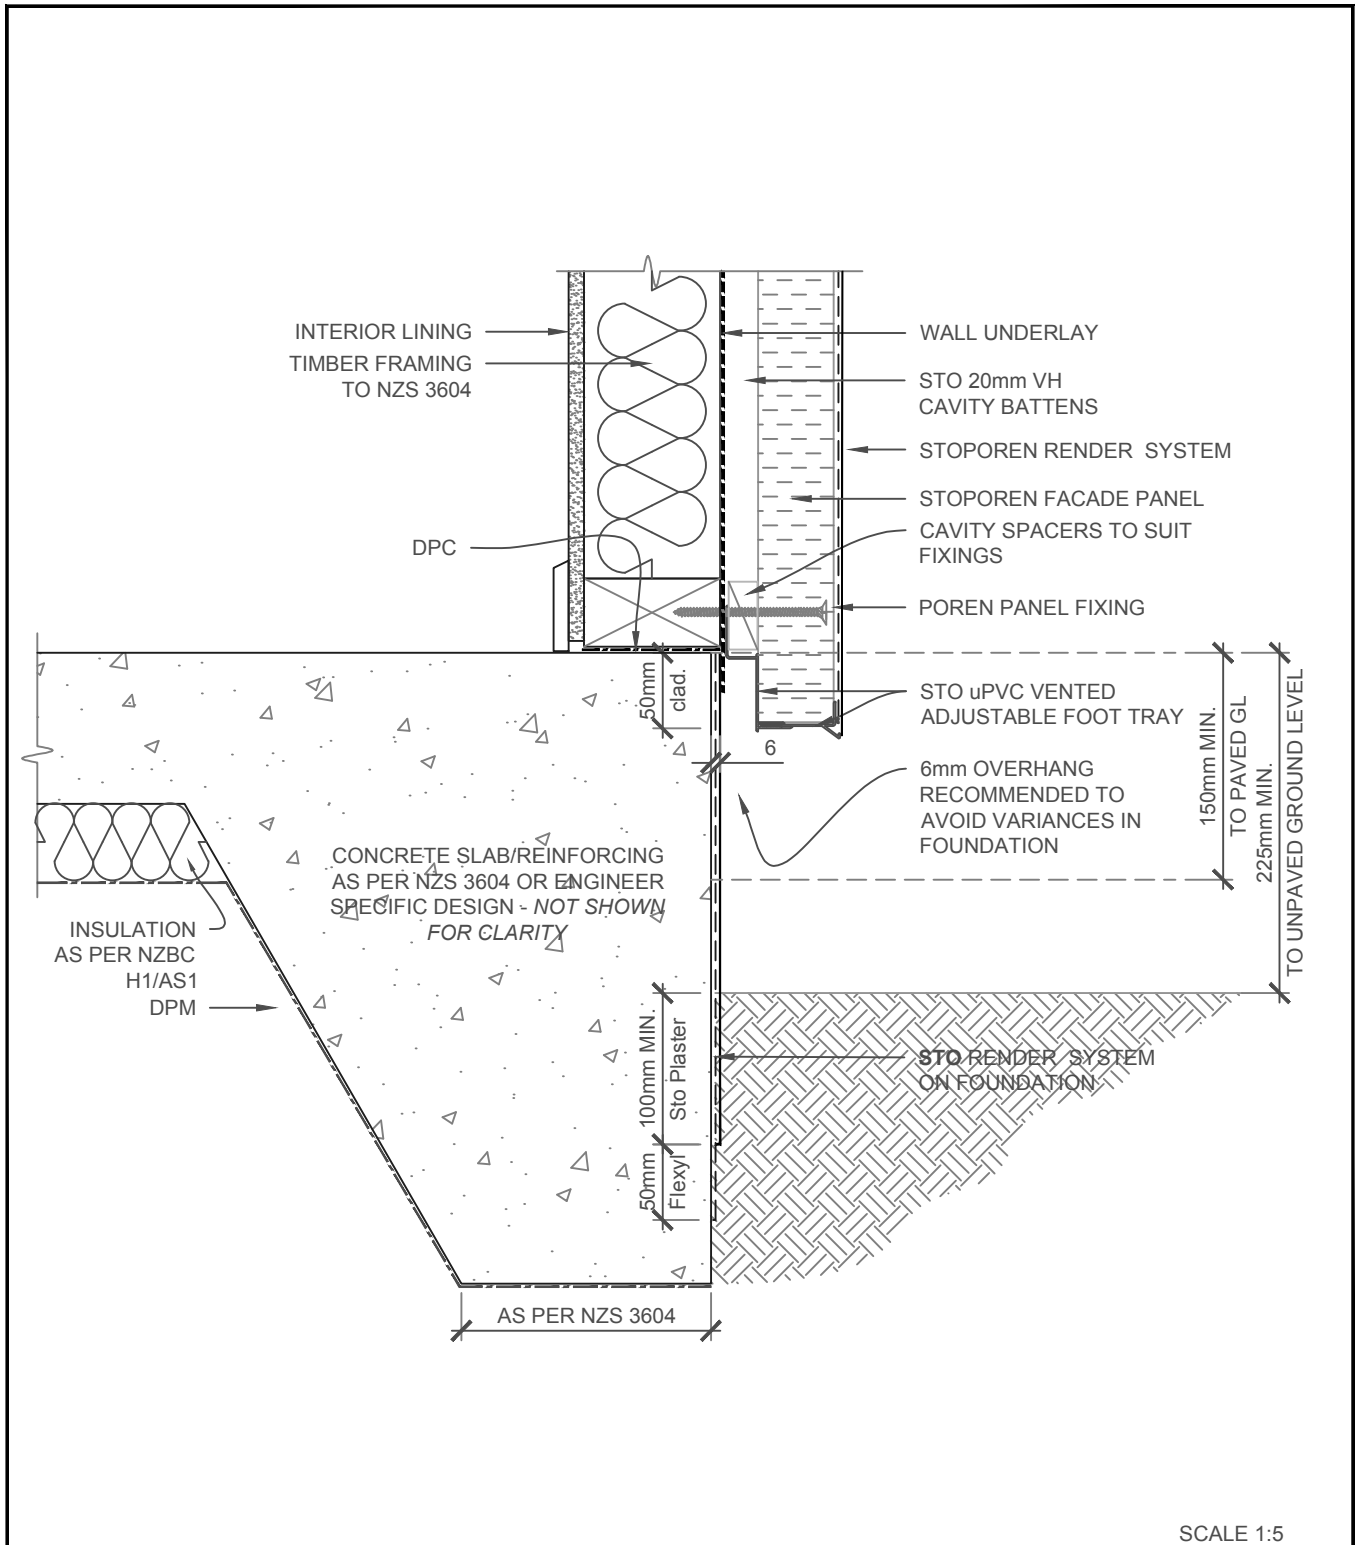 INTERIOR LINING
TIMBER FRAMING
TO NZS 3604
DPC
WALL UNDERLAY
STO 20mm VH
CAVITY BATTENS
STOPOREN RENDER SYSTEM
STOPOREN FACADE PANEL
CAVITY SPACERS TO SUIT
FIXINGS
POREN PANEL FIXING
STO uPVC VENTED
ADJUSTABLE FOOT TRAY
6
6mm OVERHANG
RECOMMENDED TO
AVOID VARIANCES IN
FOUNDATION
50mm
clad.
150mm MIN.
TO PAVED GL
225mm MIN.
TO UNPAVED GROUND LEVEL
CONCRETE SLAB/REINFORCING
AS PER NZS 3604 OR ENGINEER
SPECIFIC DESIGN - NOT SHOWN
FOR CLARITY
INSULATION
AS PER NZBC
H1/AS1
DPM
100mm MIN.
Sto Plaster
50mm
Flexyl
STO RENDER SYSTEM
ON FOUNDATION
AS PER NZS 3604
SCALE 1:5